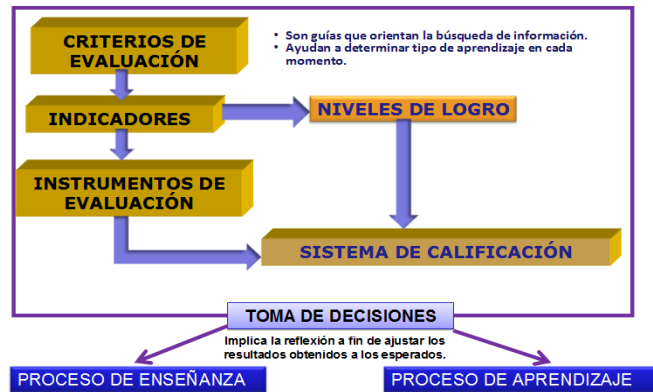 CRITERIOS DE
EVALUACIÓN
• Son guías que orientan la búsqueda de información.
• Ayudan a determinar tipo de aprendizaje en cada
momento.
INDICADORES
NIVELES DE LOGRO
INSTRUMENTOS DE
EVALUACIÓN
SISTEMA DE CALIFICACIÓN
TOMA DE DECISIONES
Implica la reflexión a fin de ajustar los
resultados obtenidos a los esperados.
PROCESO DE ENSEÑANZA
PROCESO DE APRENDIZAJE